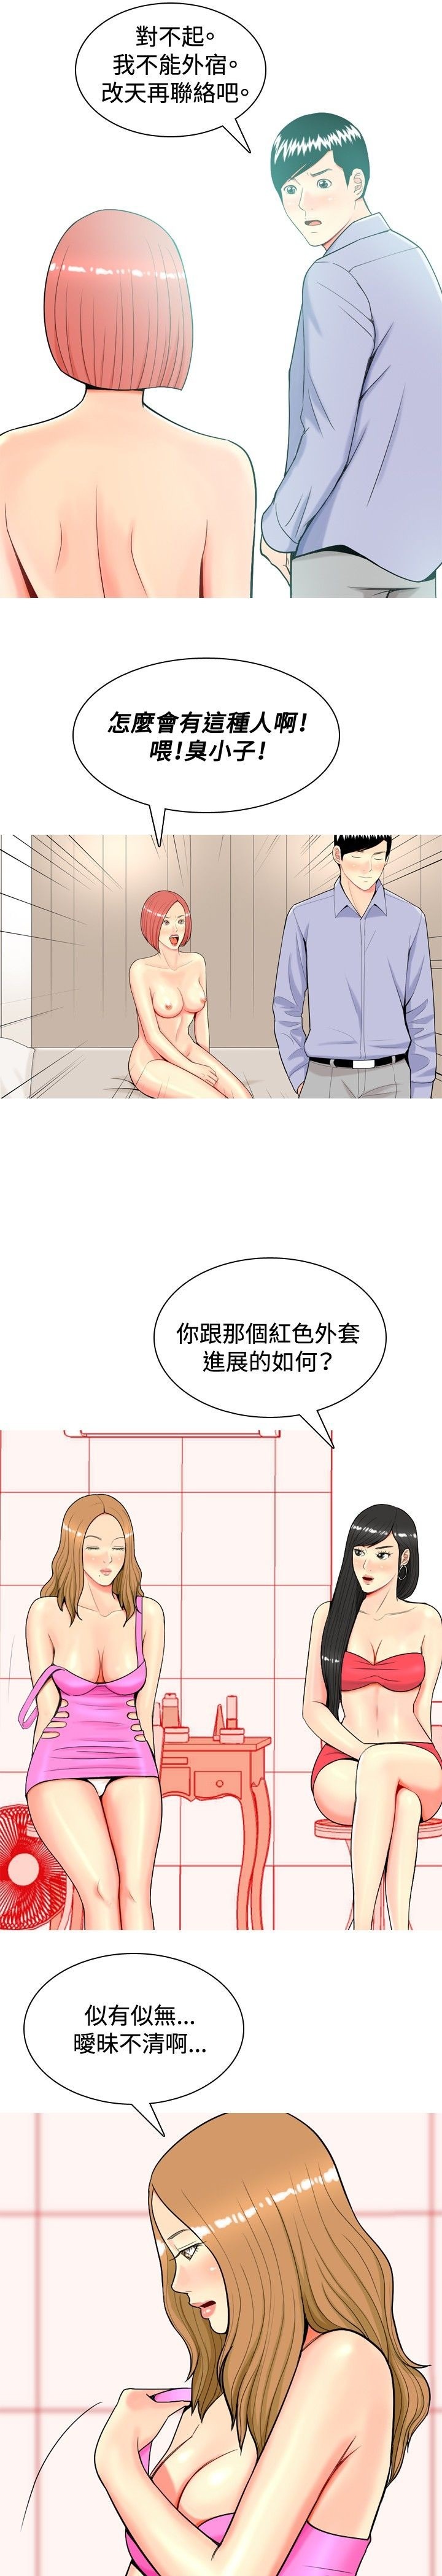 對不起。
我不能外宿。
改天再聯絡吧。
怎麼會有這種人啊!
喂!臭小子!
你跟那個紅色外套
進展的如何?
似有似無...
曖昧不清啊...